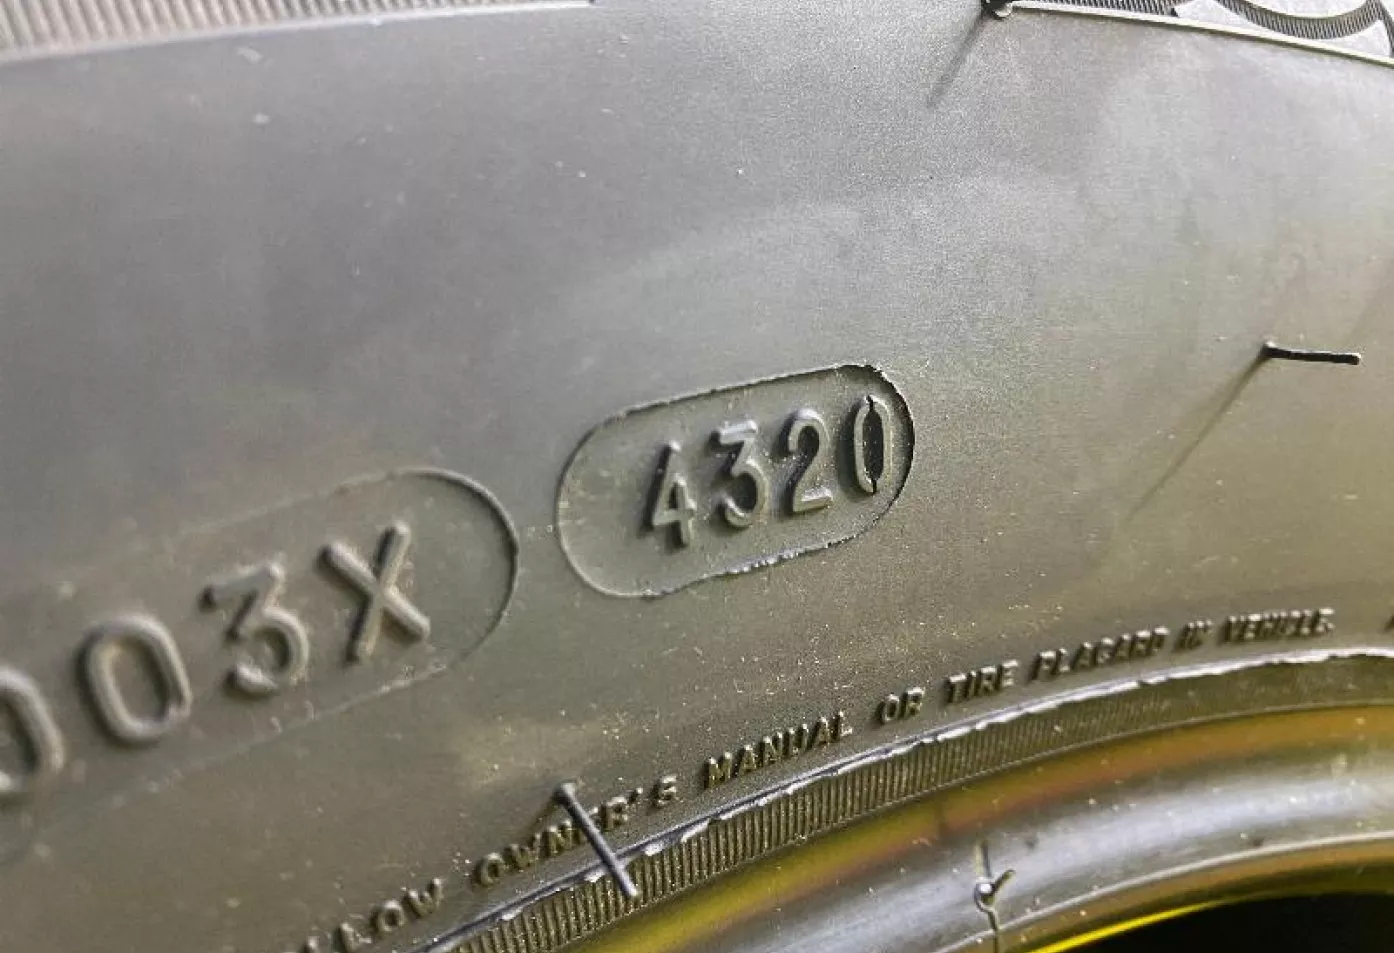 003X
4320
OWNER'S MANUAL OR TIRE PLACARD IN VEHICLE